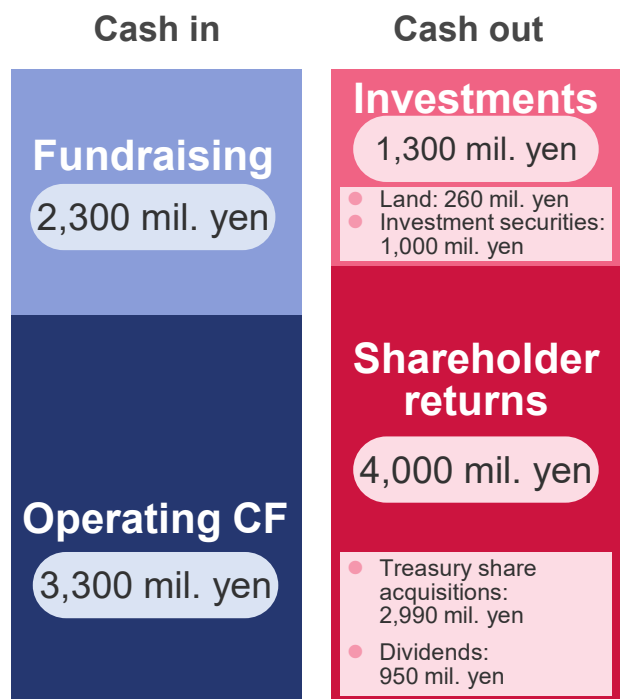 Cash in
Cash out
Fundraising
2,300 mil. yen
Operating CF
3,300 mil. yen
Investments
1,300 mil. yen
Land: 260 mil. yen
Investment securities:
1,000 mil. yen
Shareholder
returns
4,000 mil. yen
Treasury share
acquisitions:
2,990 mil. yen
Dividends:
950 mil. yen